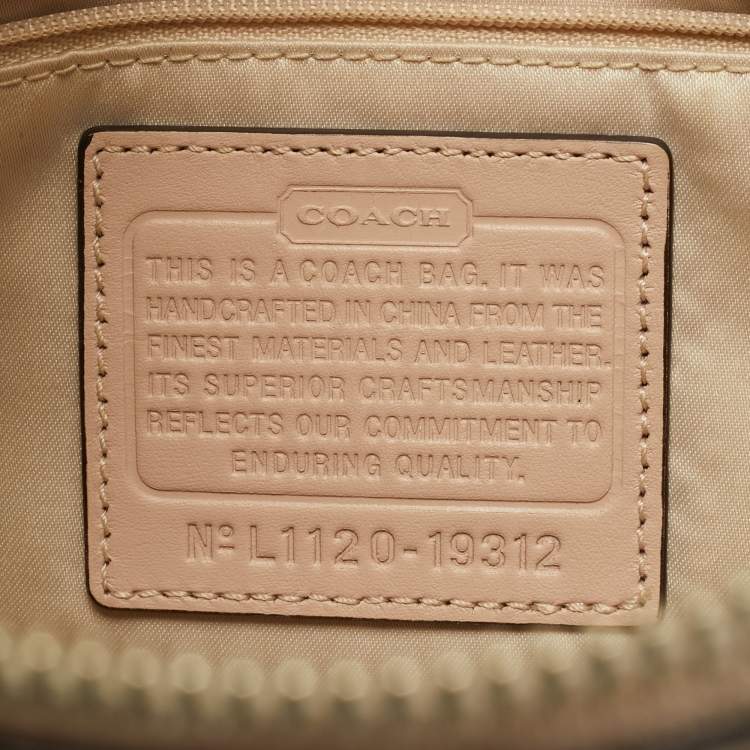 COACH
THIS IS A COACH BAG. IT WAS
HANDCRAFTED IN CHINA FROM THE
FINEST MATERIALS AND LEATHER.
ITS SUPERIOR CRAFTSMANSHIP
REFLECTS OUR COMMITMENT TO
ENDURING QUALITY.
Nº L1120-19312